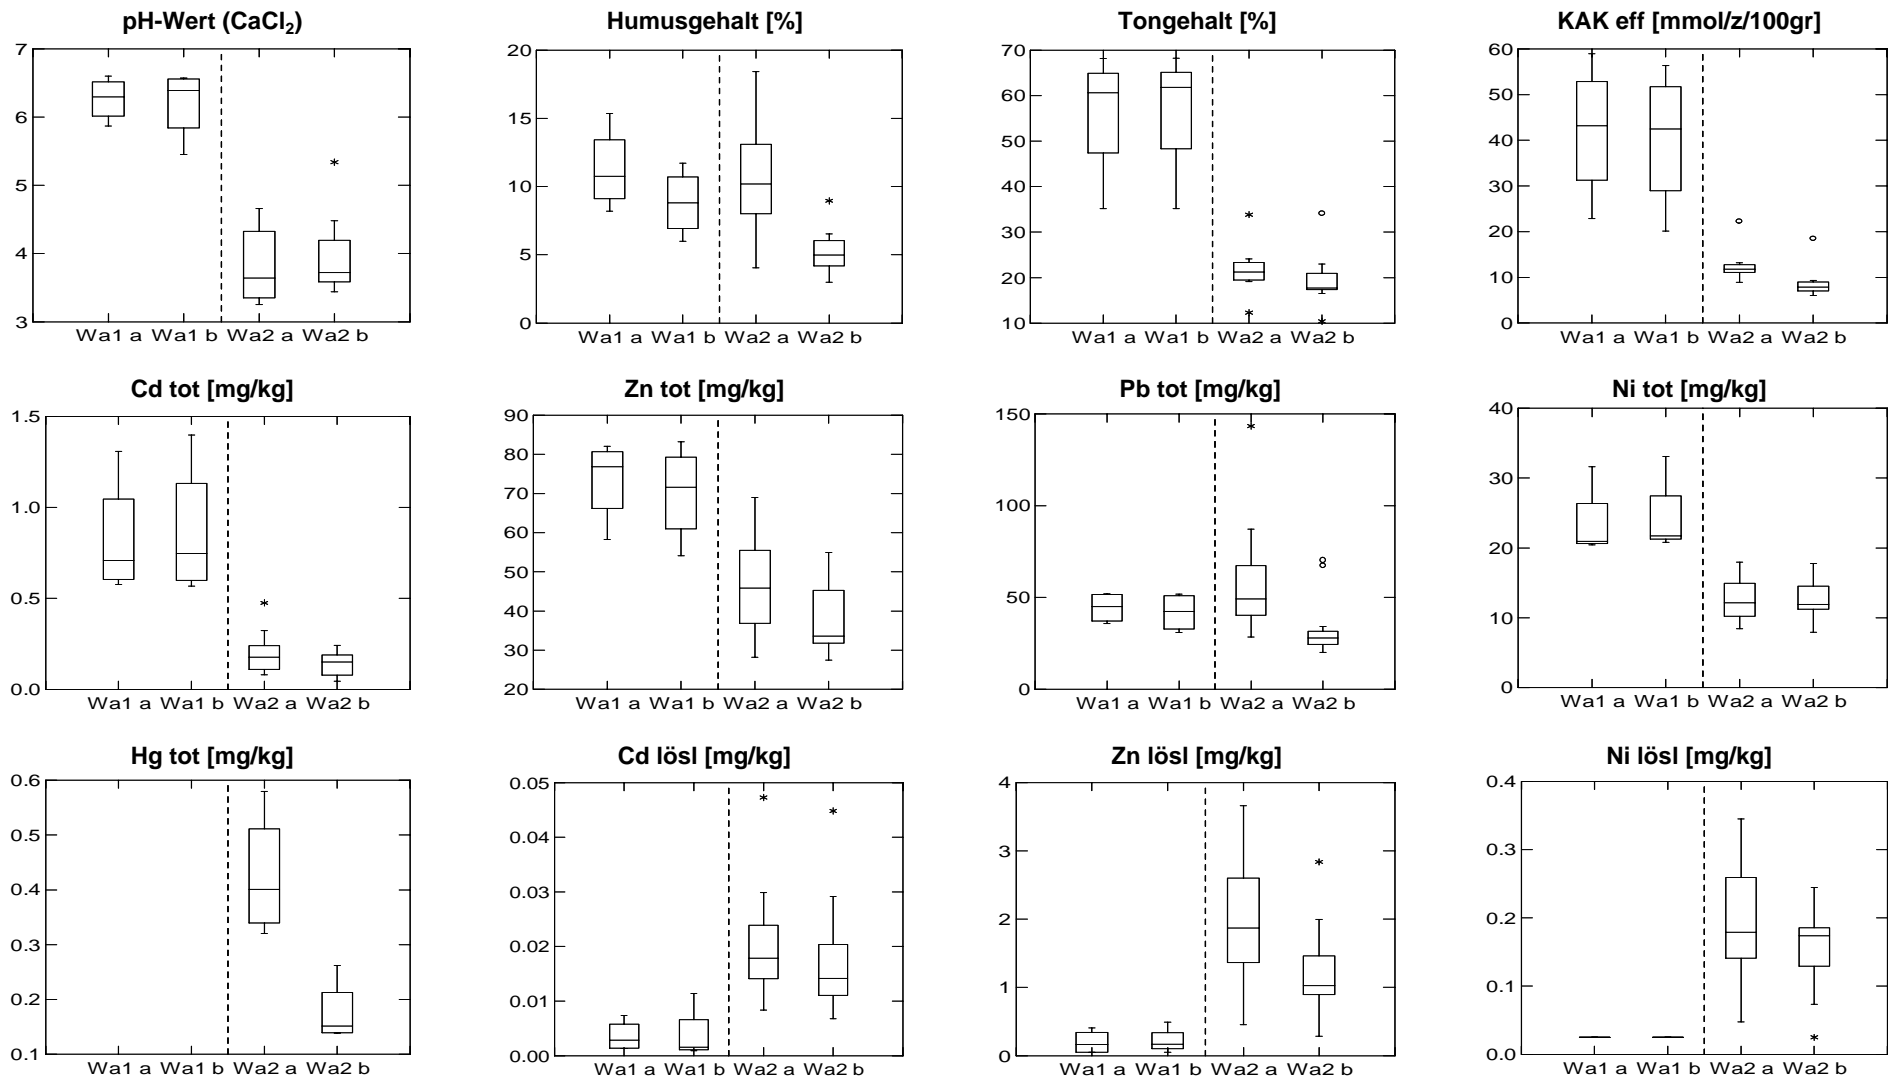 pH-Wert (CaCl₂)
7
6
5
4
3
Wa1 a Wa1 b Wa2 a Wa2 b
Humusgehalt [%]
20
15
10
5
0
Wa1 a Wa1 b Wa2 a Wa2 b
Tongehalt [%]
70
60
50
40
30
20
10
Wa1 a Wa1 b Wa2 a Wa2 b
KAK eff [mmol/z/100gr]
60
50
40
30
20
10
0
Wa1 a Wa1 b Wa2 a Wa2 b
Cd tot [mg/kg]
1.5
1.0
0.5
0.0
Wa1 a Wa1 b Wa2 a Wa2 b
Zn tot [mg/kg]
90
80
70
60
50
40
30
20
Wa1 a Wa1 b Wa2 a Wa2 b
Pb tot [mg/kg]
150
100
50
0
Wa1 a Wa1 b Wa2 a Wa2 b
Ni tot [mg/kg]
40
30
20
10
0
Wa1 a Wa1 b Wa2 a Wa2 b
Hg tot [mg/kg]
0.6
0.5
0.4
0.3
0.2
0.1
Wa1 a Wa1 b Wa2 a Wa2 b
Cd lösl [mg/kg]
0.05
0.04
0.03
0.02
0.01
0.00
Wa1 a Wa1 b Wa2 a Wa2 b
Zn lösl [mg/kg]
4
3
2
1
0
Wa1 a Wa1 b Wa2 a Wa2 b
Ni lösl [mg/kg]
0.4
0.3
0.2
0.1
0.0
Wa1 a Wa1 b Wa2 a Wa2 b